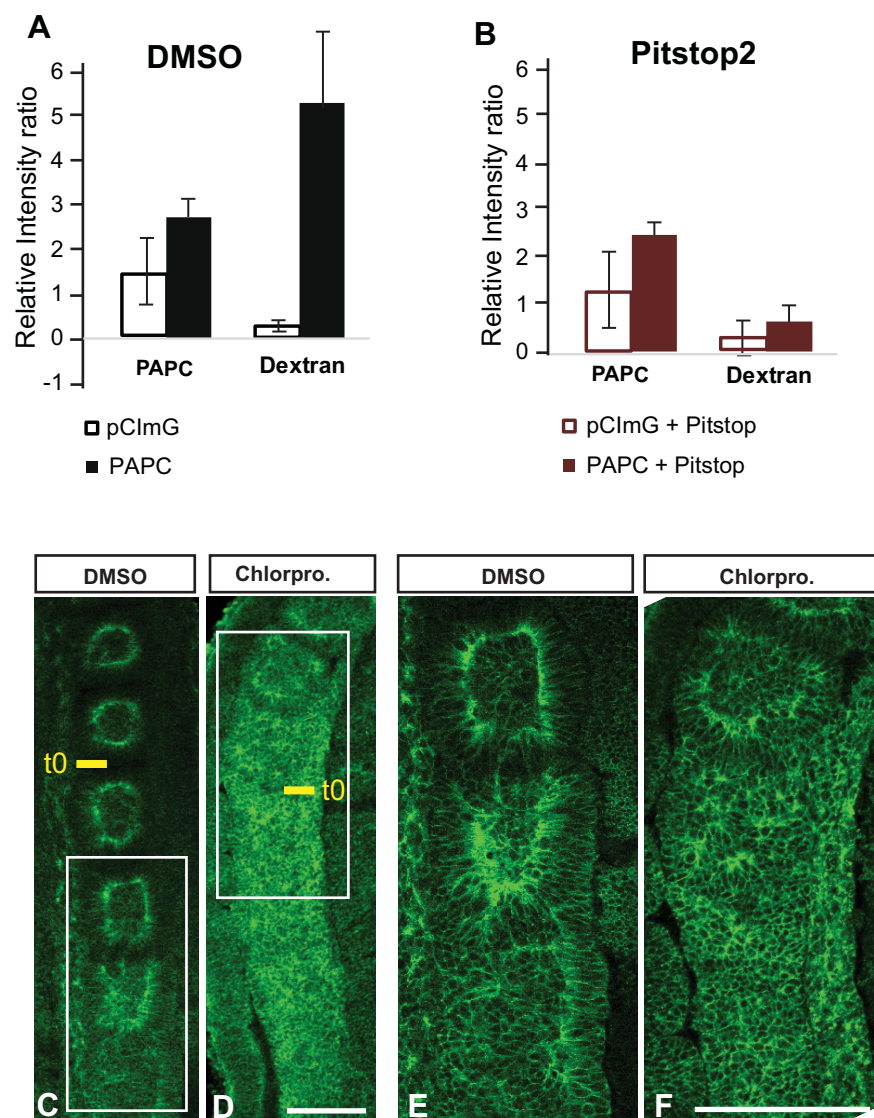 A
DMSO
Relative Intensity ratio
6
5
4
3
2
1
0
-1
PAPC
Dextran
pCImG
PAPC
B
Pitstop2
Relative Intensity ratio
6
5
4
3
2
1
0
PAPC
Dextran
pCImG + Pitstop
PAPC + Pitstop
DMSO
Chlorpro.
DMSO
Chlorpro.
t0
t0
C
D
E
F